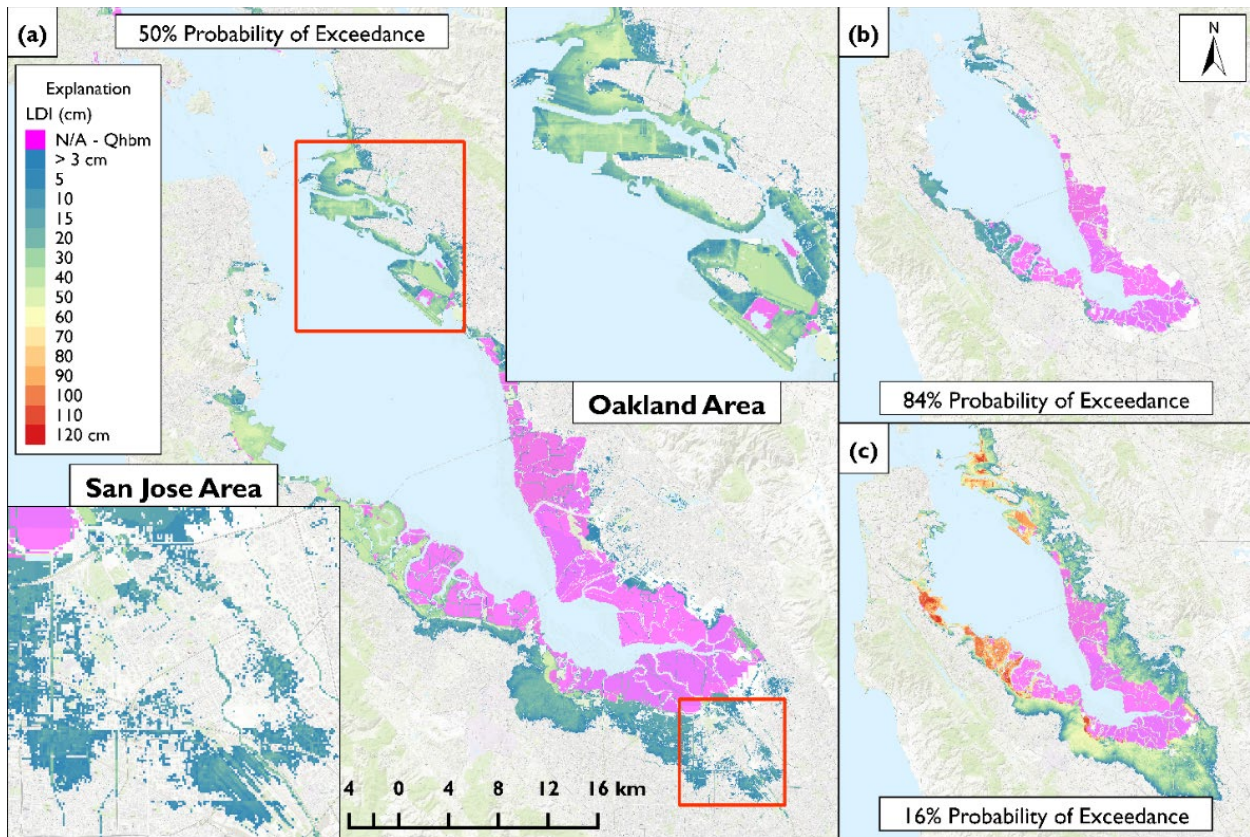 (a)
50% Probability of Exceedance
Explanation
LDI (cm)
N/A - Qhbm
> 3 cm
5
10
15
20
30
40
50
60
70
80
90
100
110
120 cm
Oakland Area
San Jose Area
4 0 4 8 12 16 km
(b)
N
84% Probability of Exceedance
(c)
16% Probability of Exceedance